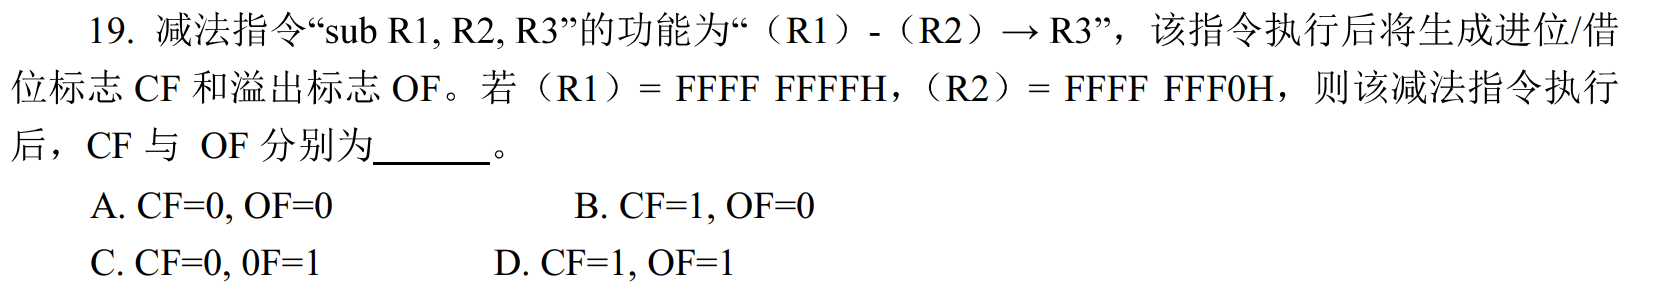 19. 减法指令“sub R1, R2, R3”的功能为“（R1）-（R2）→ R3”，该指令执行后将生成进位/借
位标志 CF 和溢出标志 OF。若（R1）= FFFF FFFFH，（R2）= FFFF FFF0H，则该减法指令执行
后，CF 与 OF 分别为______。
A. CF=0, OF=0 B. CF=1, OF=0
C. CF=0, 0F=1 D. CF=1, OF=1